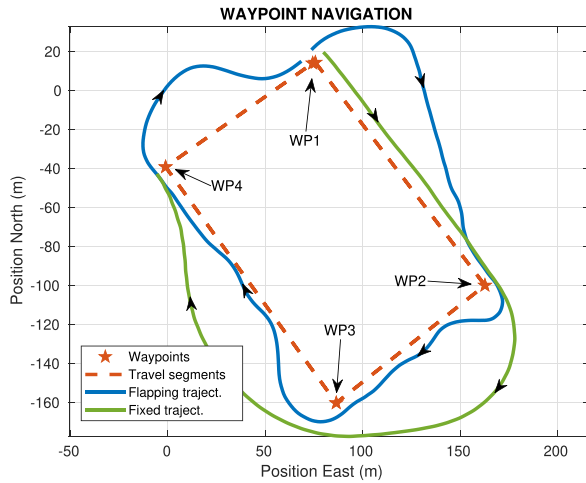 WAYPOINT NAVIGATION
20
0
-20
-40
-60
-80
-100
-120
-140
-160
Position North (m)
WP1
WP4
WP2
WP3
Waypoints
Travel segments
Flapping traject.
Fixed traject.
-50
0
50
100
150
200
Position East (m)